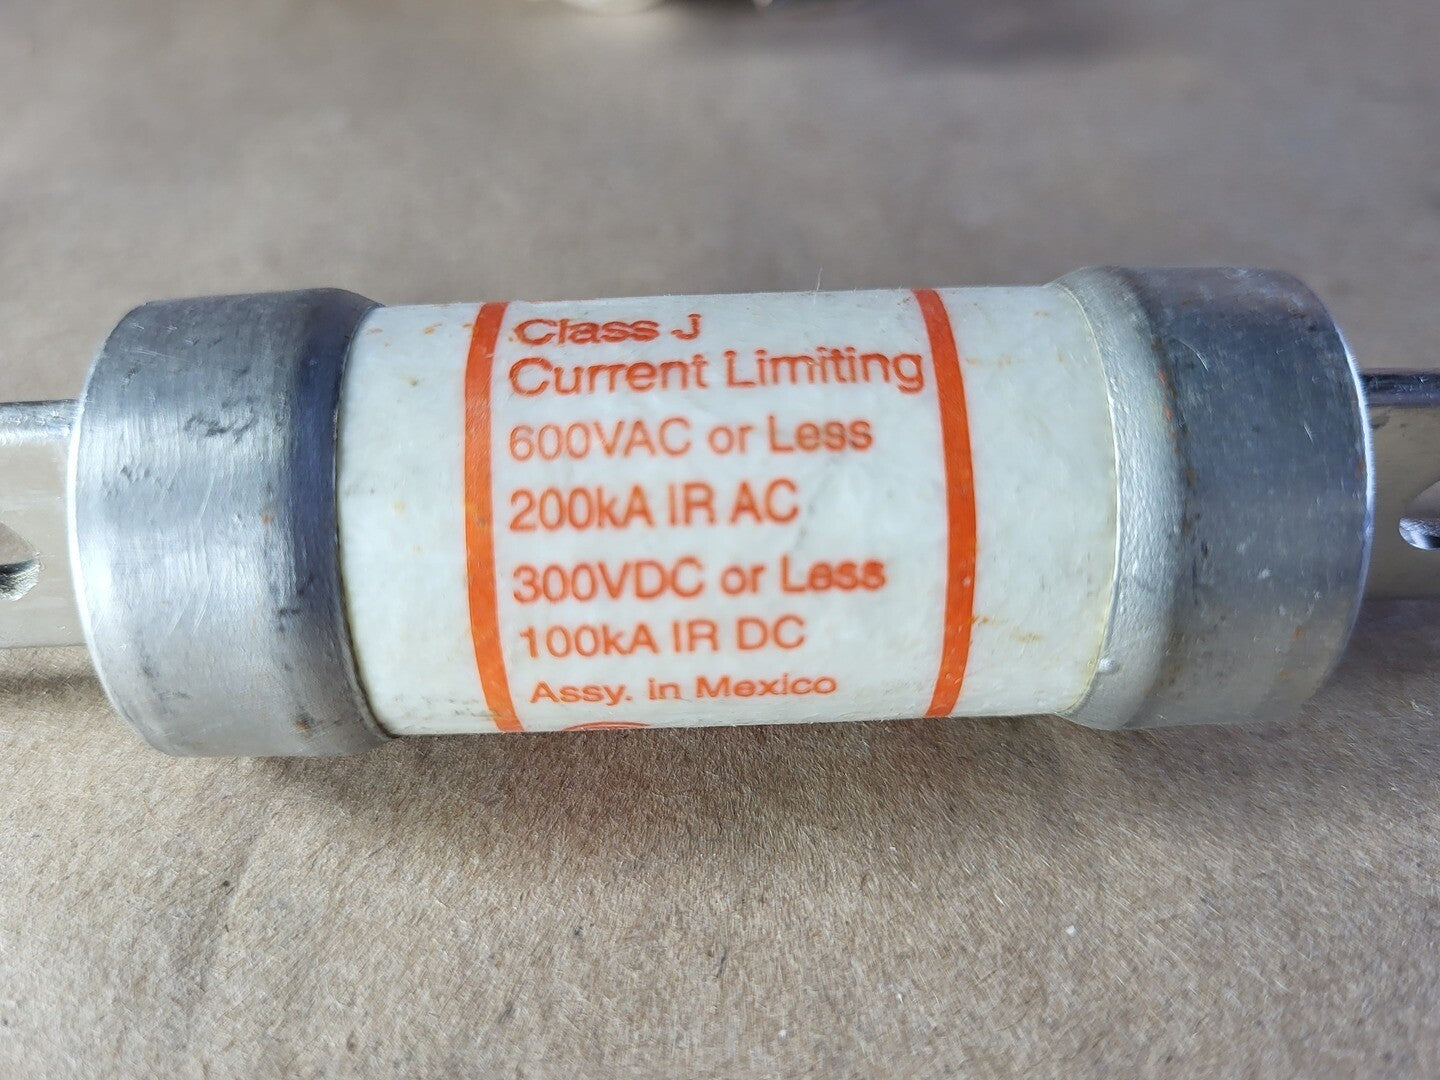 Class J
Current Limiting
600VAC or Less
200kA IR AC
300VDC or Less
100kA IR DC
Assy. in Mexico